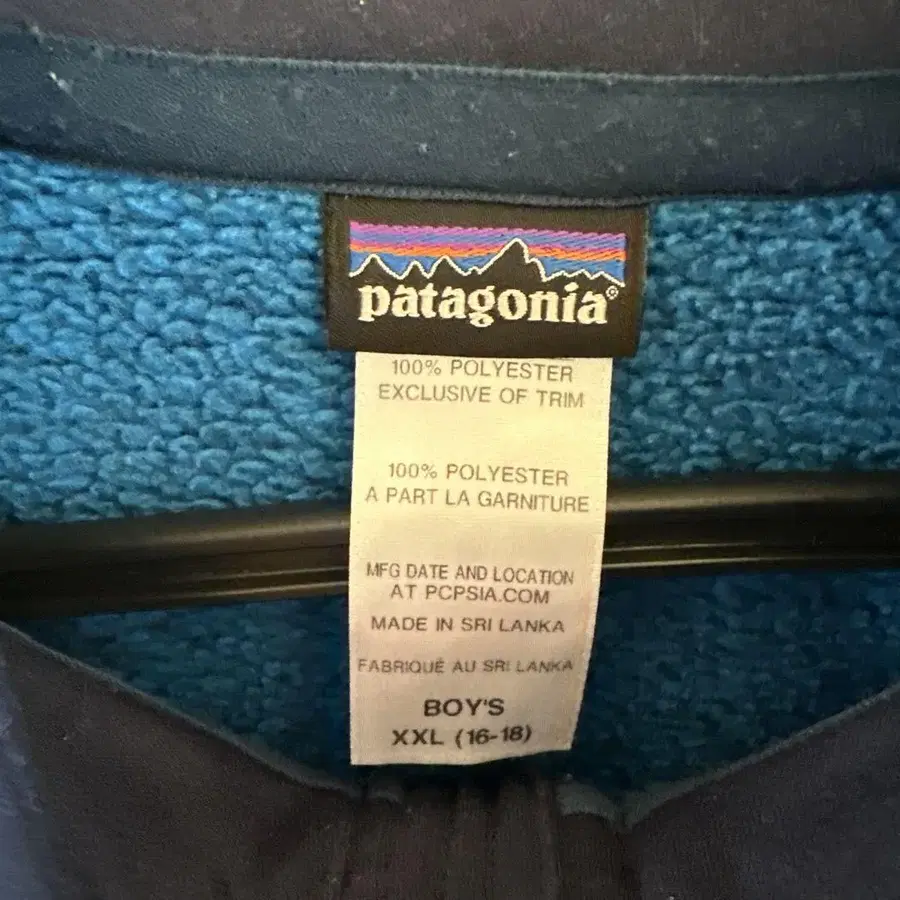 patagonia®
100% POLYESTER
EXCLUSIVE OF TRIM
100% POLYESTER
A PART LA GARNITURE
MFG DATE AND LOCATION
AT PCPSIA.COM
MADE IN SRI LANKA
FABRIQUÉ AU SRI LANKA
BOY'S
XXL (16-18)